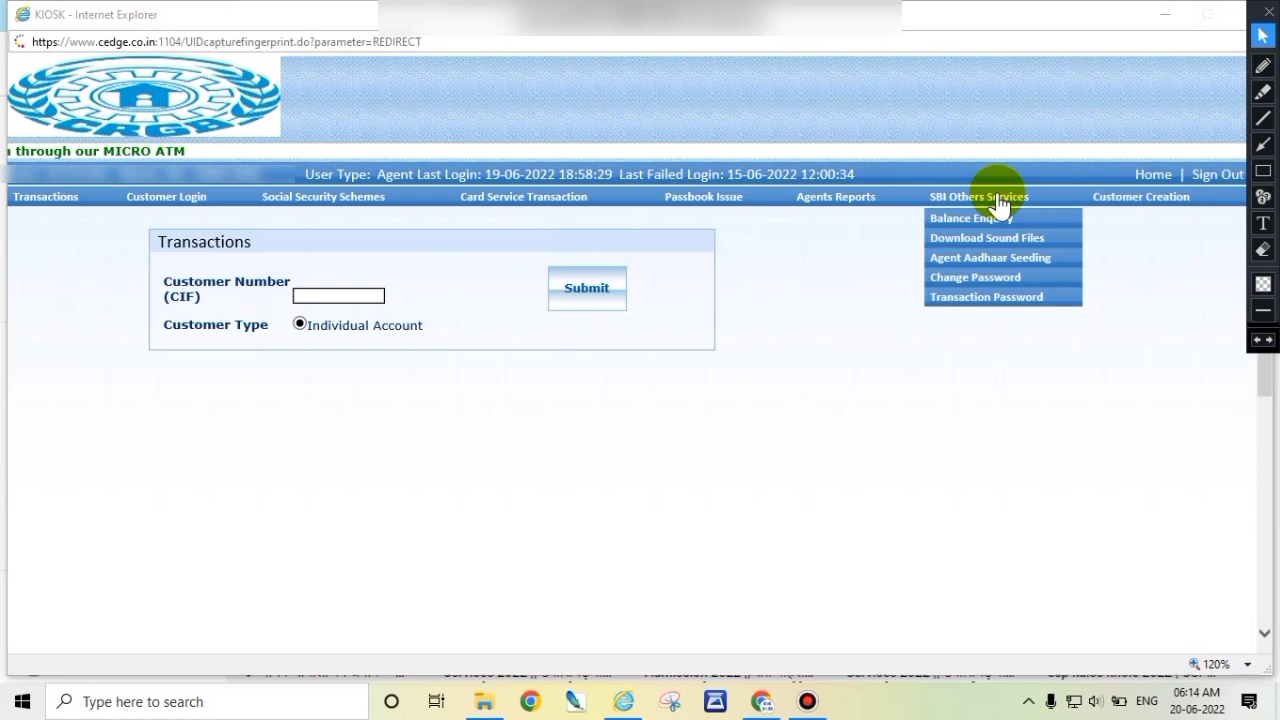 KIOSK - Internet Explorer
https://www.cedge.co.in:1104/UIDcapturefingerprint.do?parameter=REDIRECT
CRGB
through our MICRO ATM
User Type: Agent Last Login: 19-06-2022 18:58:29 Last Failed Login: 15-06-2022 12:00:34 Home | Sign Out
Transactions Customer Login Social Security Schemes Card Service Transaction Passbook Issue Agents Reports SBI Others Services Customer Creation
Balance Enquiry
Download Sound Files
Agent Aadhaar Seeding
Change Password
Transaction Password
Transactions
Customer Number
(CIF)
Submit
Customer Type Individual Account
120%
Type here to search
ENG
06:14 AM
20-06-2022